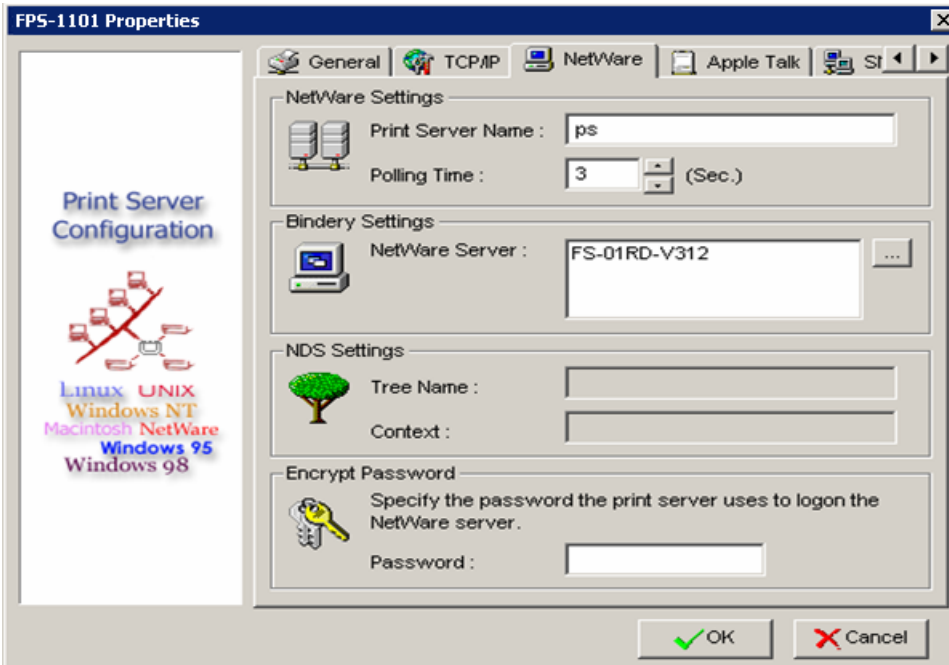 FPS-1101 Properties
General
TCP/IP
NetWare
Apple Talk
NetWare Settings
Print Server Name :
ps
Polling Time :
3
(Sec.)
Bindery Settings
NetWare Server :
FS-01RD-V312
...
NDS Settings
Tree Name :
Context :
Encrypt Password
Specify the password the print server uses to logon the
NetWare server.
Password :
OK
Cancel
Print Server
Configuration
Linux UNIX
Windows NT
Macintosh NetWare
Windows 95
Windows 98